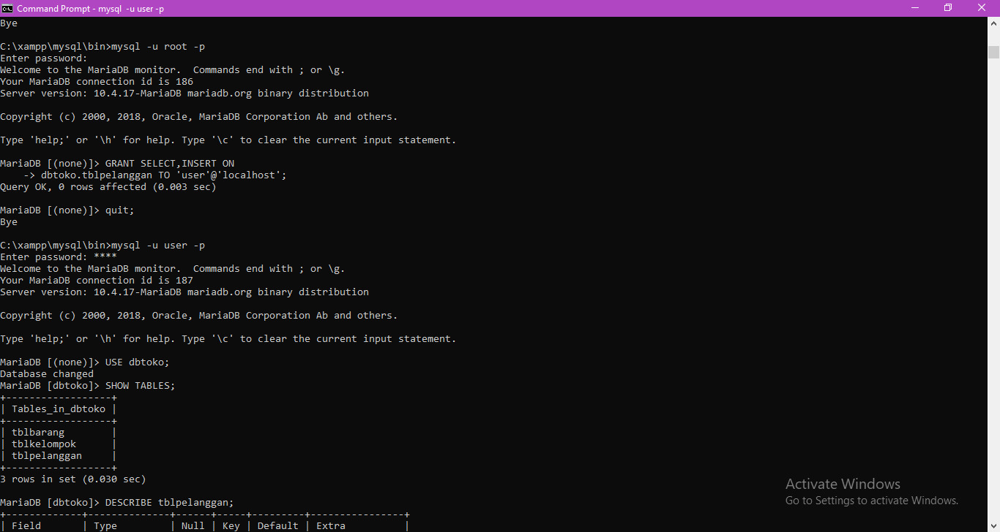 Command Prompt - mysql  -u user -p
Bye
C:\xampp\mysql\bin>mysql -u root -p
Enter password:
Welcome to the MariaDB monitor.  Commands end with ; or \g.
Your MariaDB connection id is 186
Server version: 10.4.17-MariaDB mariadb.org binary distribution
Copyright (c) 2000, 2018, Oracle, MariaDB Corporation Ab and others.
Type 'help;' or '\h' for help. Type '\c' to clear the current input statement.
MariaDB [(none)]> GRANT SELECT,INSERT ON
    -> dbtoko.tblpelanggan TO 'user'@'localhost';
Query OK, 0 rows affected (0.003 sec)
MariaDB [(none)]> quit;
Bye
C:\xampp\mysql\bin>mysql -u user -p
Enter password: ****
Welcome to the MariaDB monitor.  Commands end with ; or \g.
Your MariaDB connection id is 187
Server version: 10.4.17-MariaDB mariadb.org binary distribution
Copyright (c) 2000, 2018, Oracle, MariaDB Corporation Ab and others.
Type 'help;' or '\h' for help. Type '\c' to clear the current input statement.
MariaDB [(none)]> USE dbtoko;
Database changed
MariaDB [dbtoko]> SHOW TABLES;
+------------------+
| Tables_in_dbtoko |
+------------------+
| tblbarang        |
| tblkelompok      |
| tblpelanggan     |
+------------------+
3 rows in set (0.030 sec)
MariaDB [dbtoko]> DESCRIBE tblpelanggan;
+-------------+--------------+------+-----+---------+----------------+
| Field       | Type         | Null | Key | Default | Extra          |
Activate Windows
Go to Settings to activate Windows.